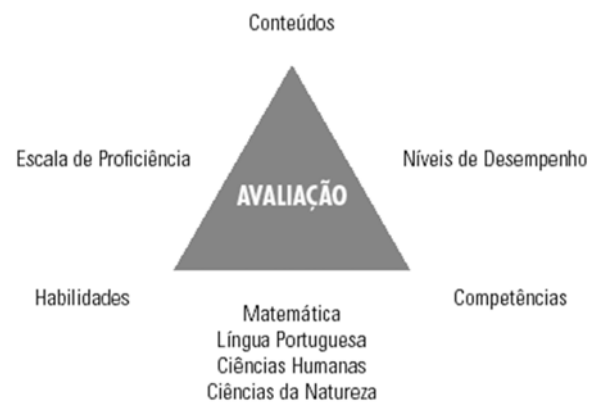 Conteúdos
Escala de Proficiência
Níveis de Desempenho
AVALIAÇÃO
Habilidades
Competências
Matemática
Língua Portuguesa
Ciências Humanas
Ciências da Natureza